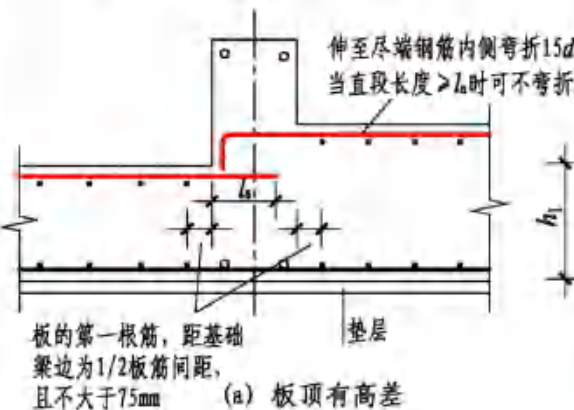 伸至尽端钢筋内侧弯折15d
当直段长度≥la时可不弯折
la
h1
板的第一根筋，距基础
梁边为1/2板筋间距，
且不大于75mm
垫层
(a) 板顶有高差